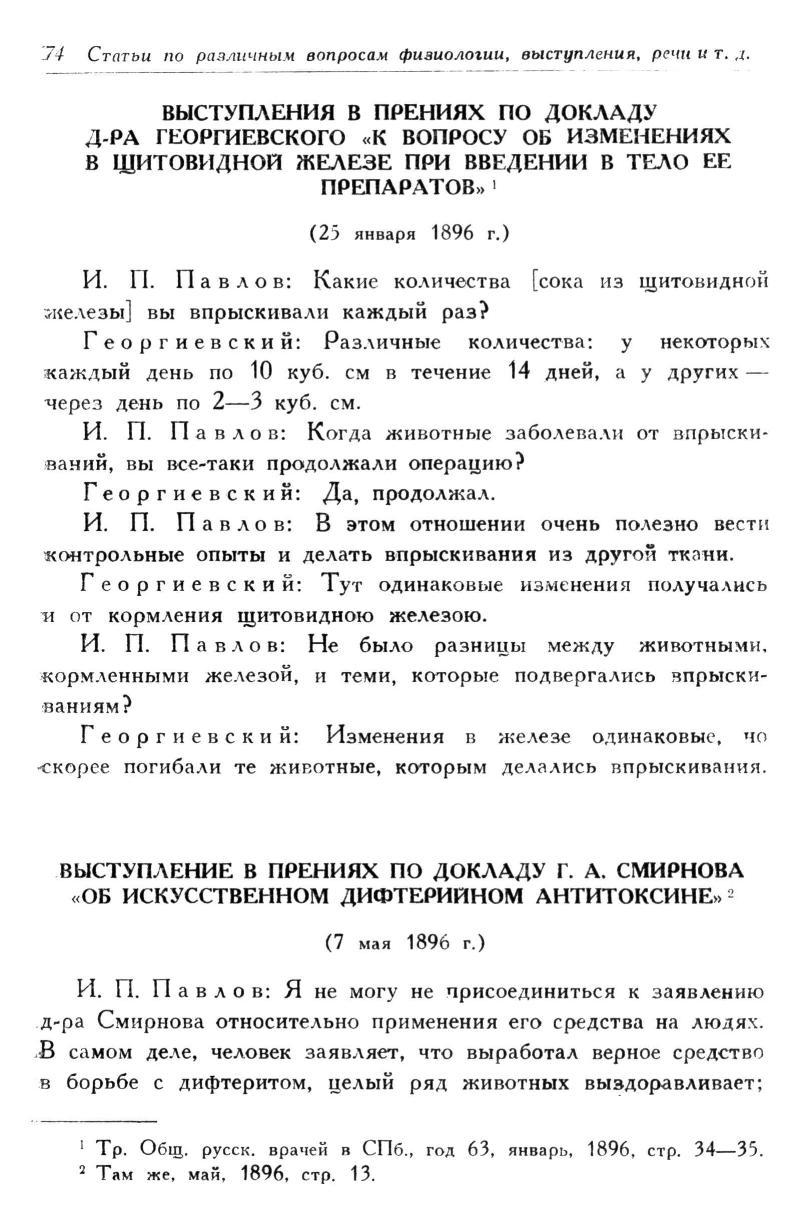 74 Статьи по различным вопросам физиологии, выступления, речи и т. д.
ВЫСТУПЛЕНИЯ В ПРЕНИЯХ ПО ДОКЛАДУ
Д-РА ГЕОРГИЕВСКОГО «К ВОПРОСУ ОБ ИЗМЕНЕНИЯХ
В ЩИТОВИДНОЙ ЖЕЛЕЗЕ ПРИ ВВЕДЕНИИ В ТЕЛО ЕЕ
ПРЕПАРАТОВ» ¹
(25 января 1896 г.)
И. П. Павлов: Какие количества [сока из щитовидной
железы] вы впрыскивали каждый раз?
Георгиевский: Различные количества: у некоторых
каждый день по 10 куб. см в течение 14 дней, а у других —
через день по 2—3 куб. см.
И. П. Павлов: Когда животные заболевали от впрыски-
ваний, вы все-таки продолжали операцию?
Георгиевский: Да, продолжал.
И. П. Павлов: В этом отношении очень полезно вести
контрольные опыты и делать впрыскивания из другой ткани.
Георгиевский: Тут одинаковые изменения получались
и от кормления щитовидною железою.
И. П. Павлов: Не было разницы между животными,
кормленными железой, и теми, которые подвергались впрыски-
ваниям?
Георгиевский: Изменения в железе одинаковые, но
скорее погибали те животные, которым делались впрыскивания.
ВЫСТУПЛЕНИЕ В ПРЕНИЯХ ПО ДОКЛАДУ Г. А. СМИРНОВА
«ОБ ИСКУССТВЕННОМ ДИФТЕРИЙНОМ АНТИТОКСИНЕ» ²
(7 мая 1896 г.)
И. П. Павлов: Я не могу не присоединиться к заявлению
д-ра Смирнова относительно применения его средства на людях.
В самом деле, человек заявляет, что выработал верное средство
в борьбе с дифтеритом, целый ряд животных выздоравливает;
¹ Тр. Общ. русск. врачей в СПб., год 63, январь, 1896, стр. 34—35.
² Там же, май, 1896, стр. 13.